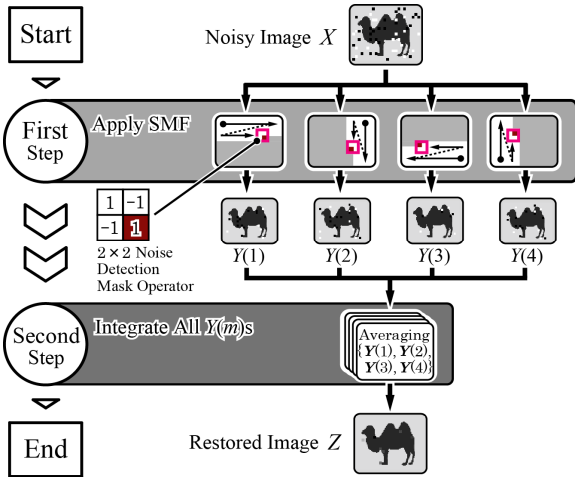 Start
Noisy Image X
First
Step
Apply SMF
1 -1
-1 1
2 × 2 Noise
Detection
Mask Operator
Y(1) Y(2) Y(3) Y(4)
Second
Step
Integrate All Y(m)s
Averaging
{Y(1), Y(2),
Y(3), Y(4)}
End
Restored Image Z